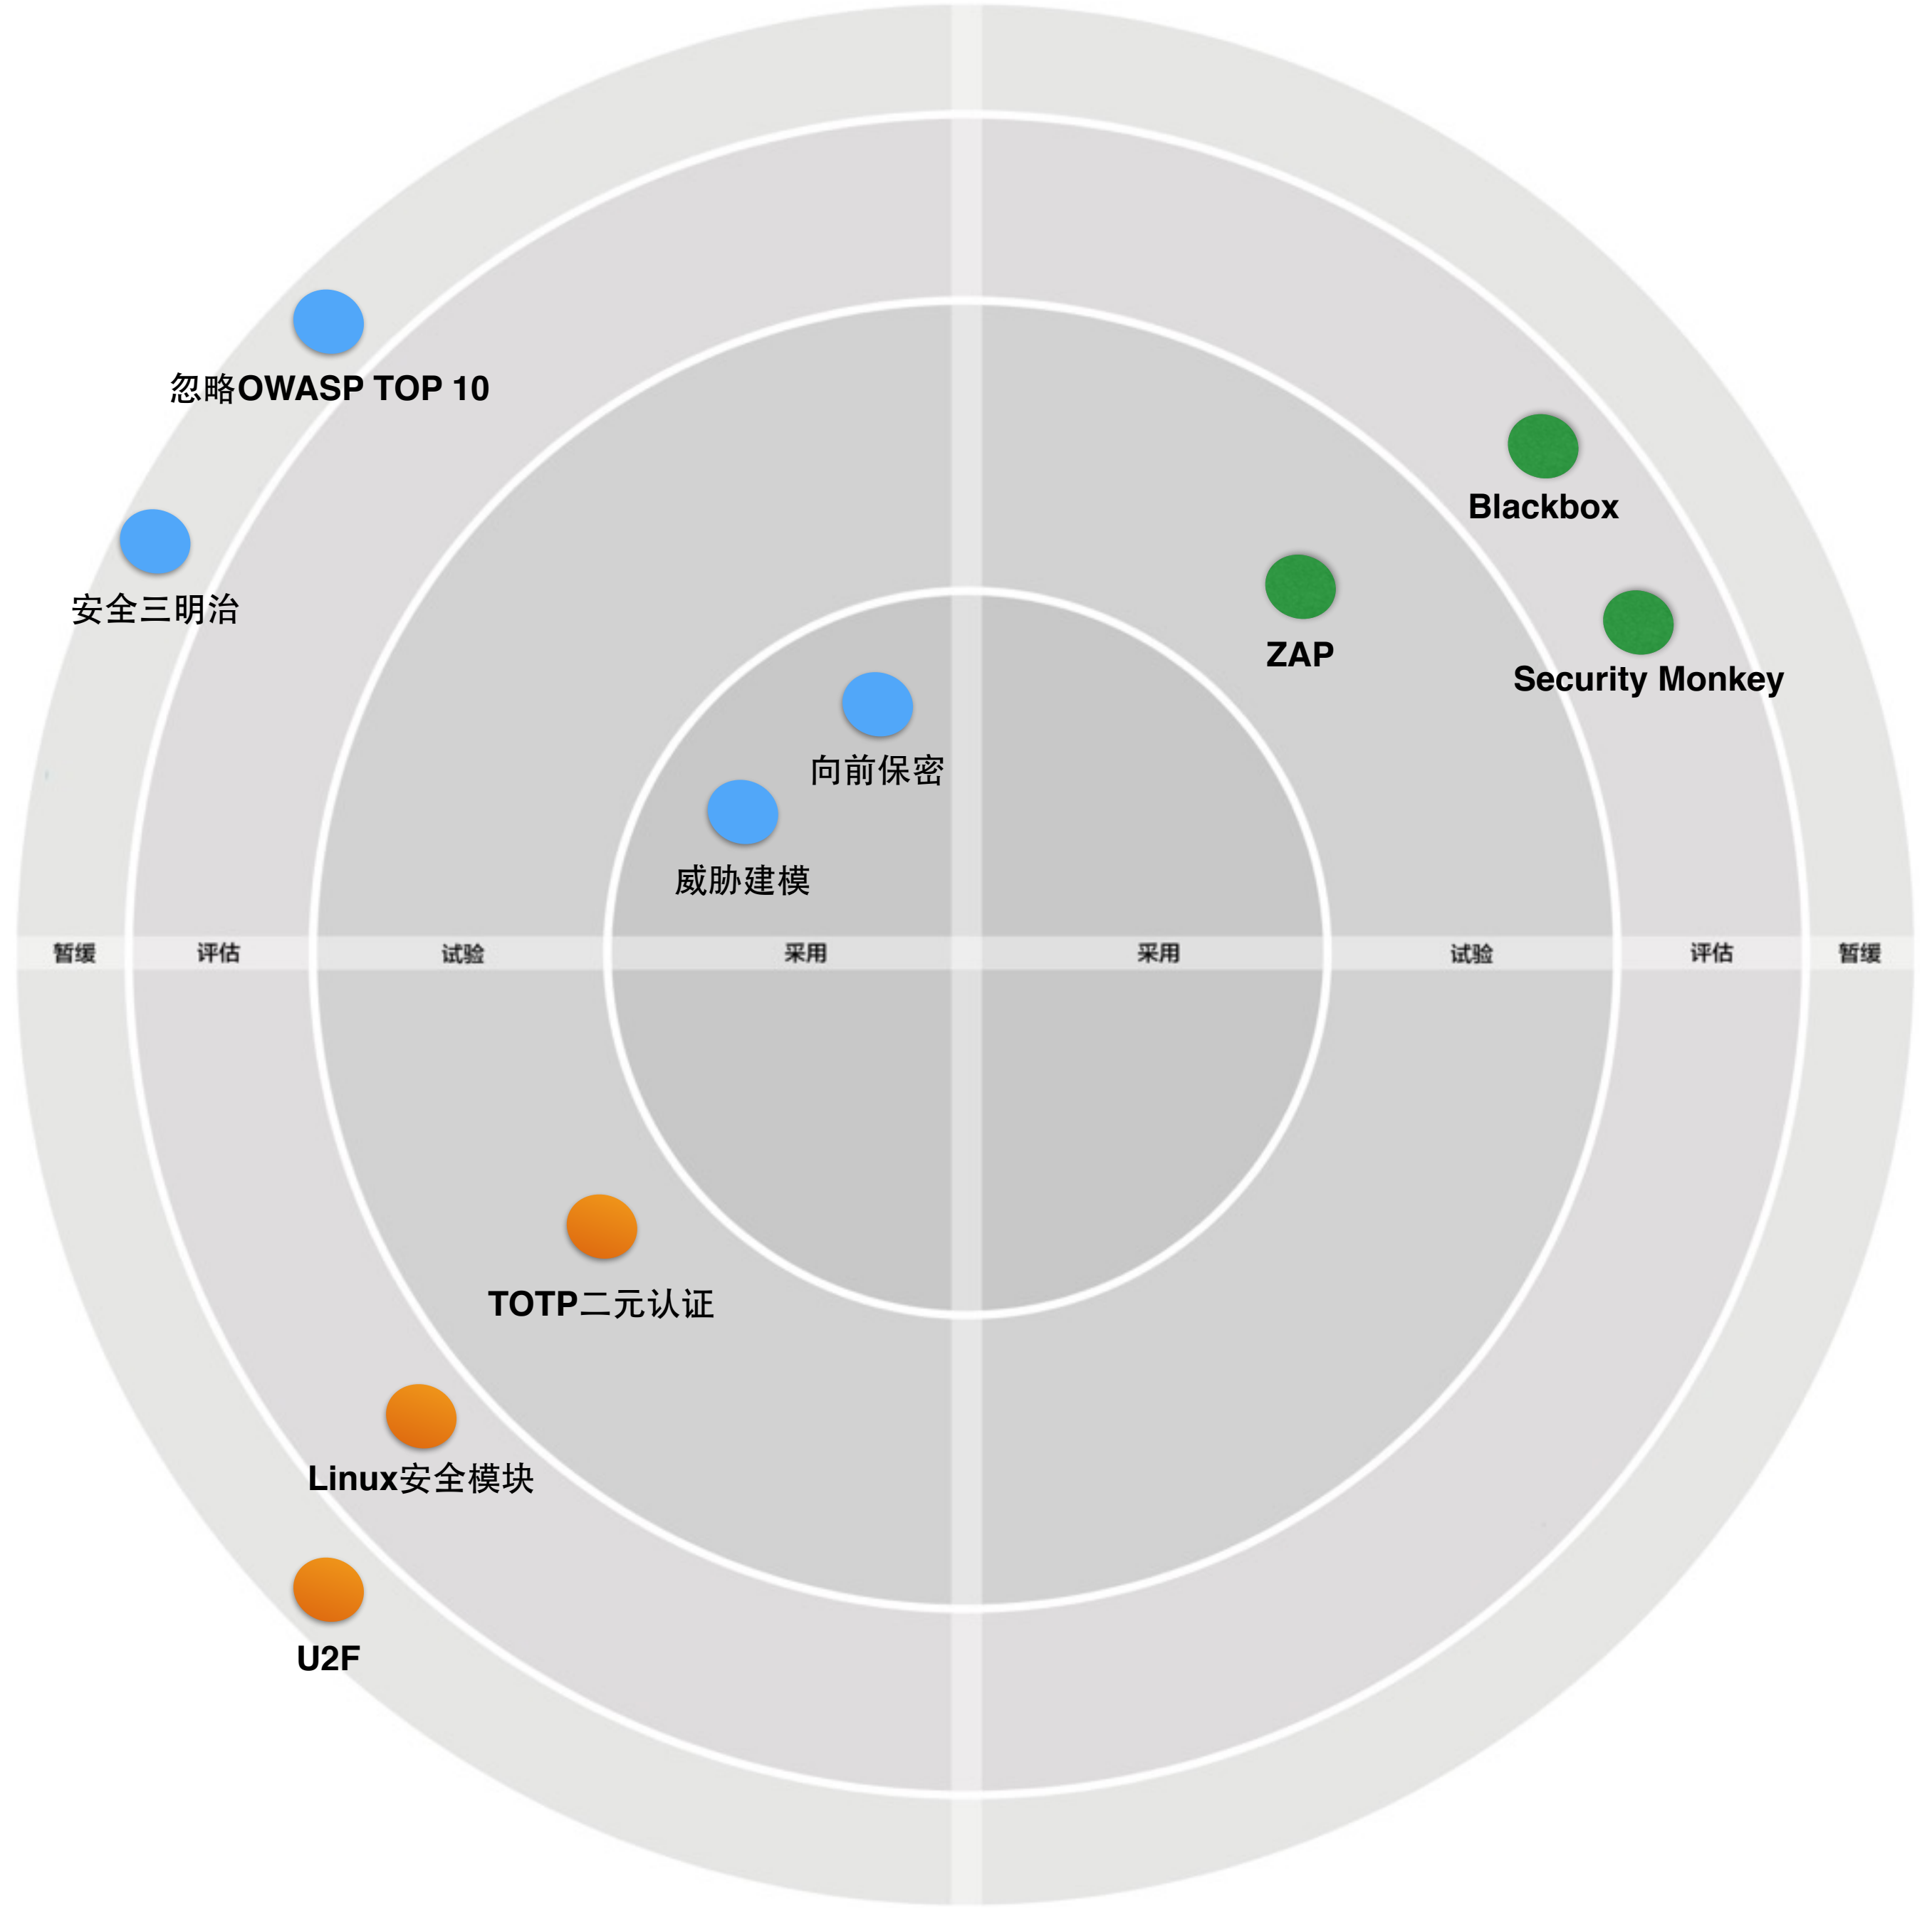 忽略OWASP TOP 10
Blackbox
安全三明治
ZAP
Security Monkey
向前保密
威胁建模
暂缓 评估 试验 采用 采用 试验 评估 暂缓
TOTP二元认证
Linux安全模块
U2F